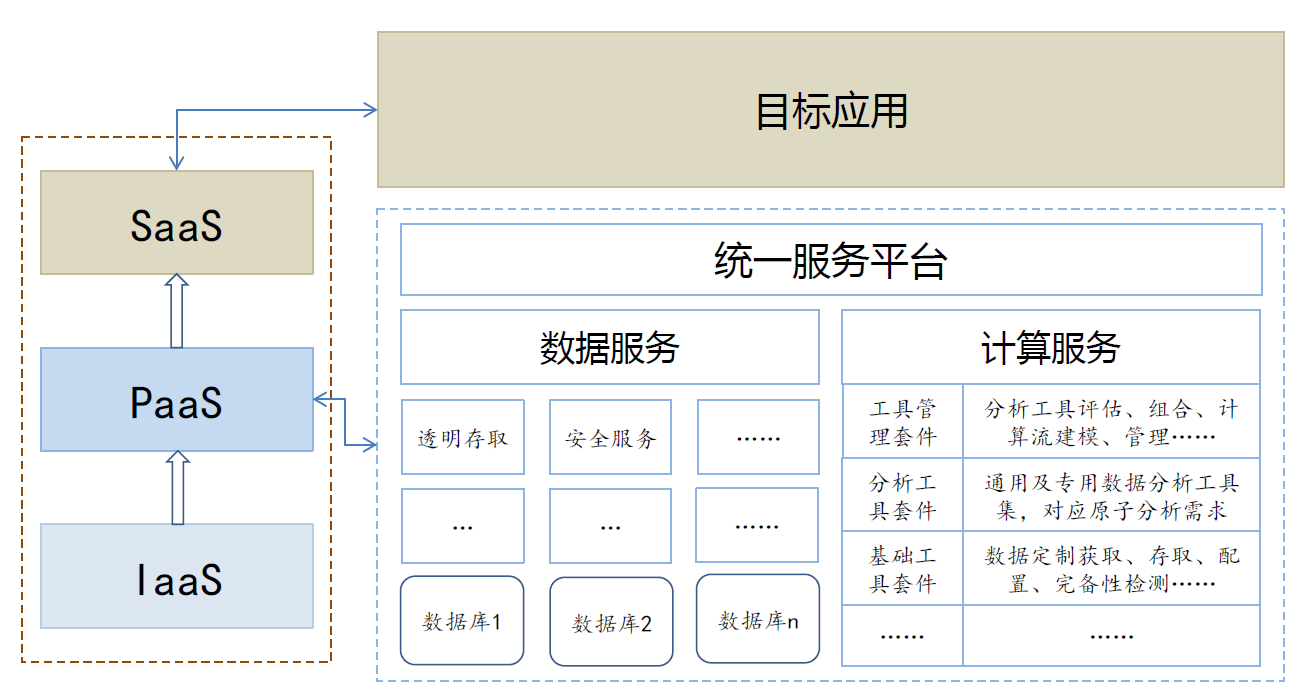 目标应用
SaaS
PaaS
IaaS
统一服务平台
数据服务
透明存取
安全服务
……
…
…
……
数据库1
数据库2
数据库n
计算服务
工具管
理套件
分析工具评估、组合、计
算流建模、管理……
分析工
具套件
通用及专用数据分析工具
集，对应原子分析需求
基础工
具套件
数据定制获取、存取、配
置、完备性检测……
……
……